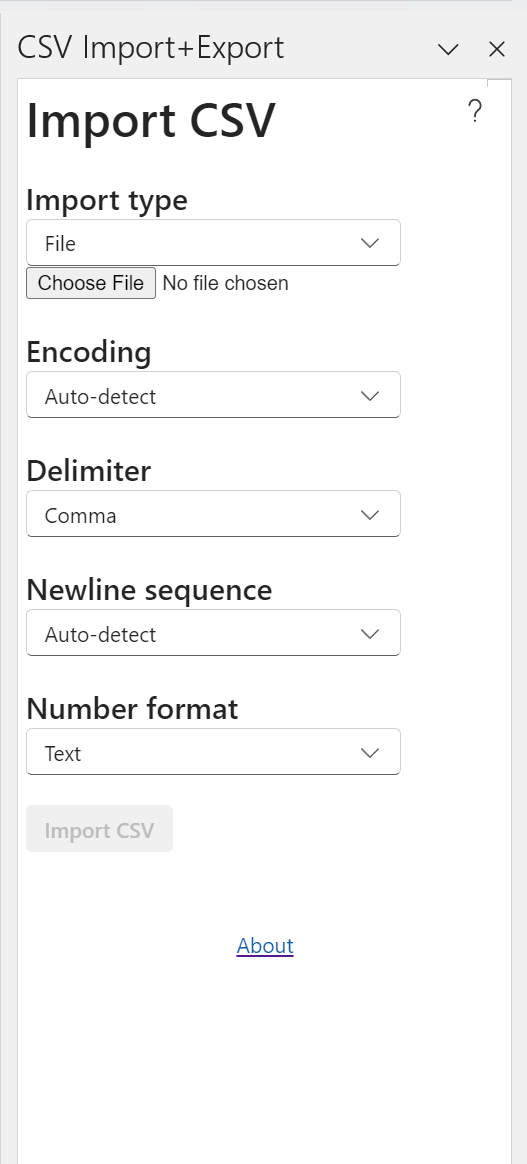 CSV Import+Export
Import CSV
?
Import type
File
Choose File No file chosen
Encoding
Auto-detect
Delimiter
Comma
Newline sequence
Auto-detect
Number format
Text
Import CSV
About